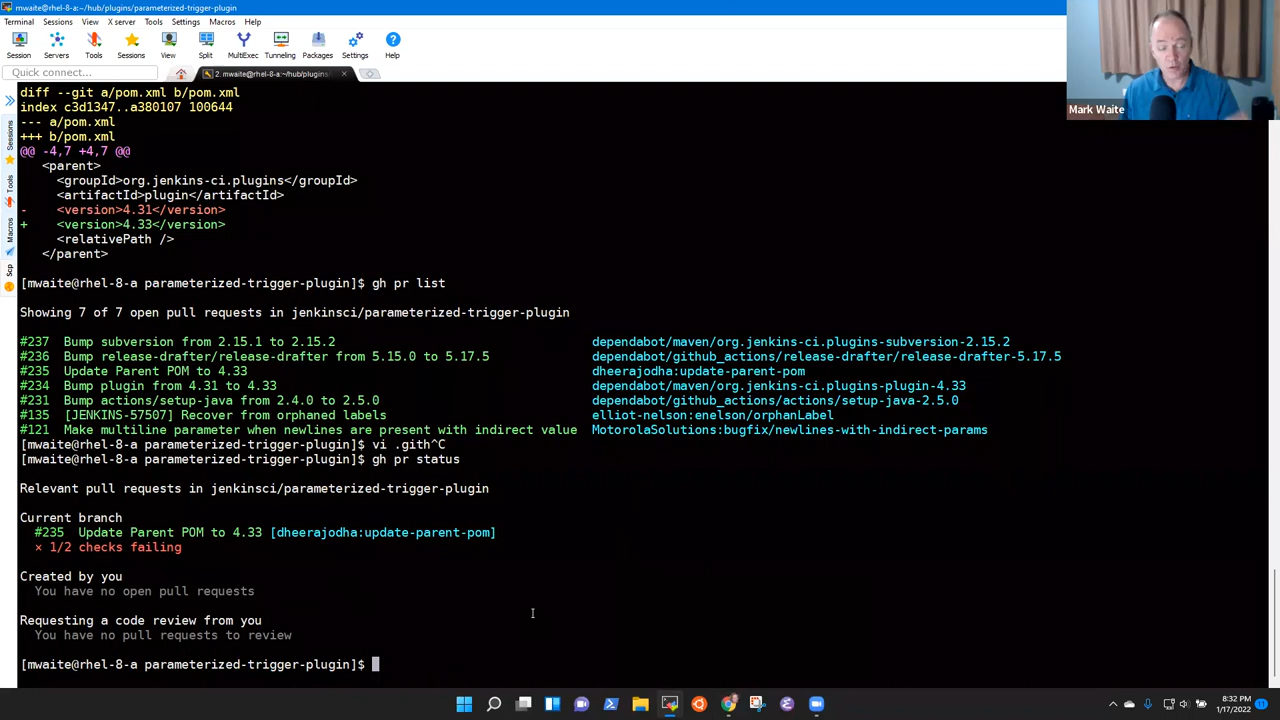 mwaite@rhel-8-a:~/hub/plugins/parameterized-trigger-plugin
Terminal Sessions View X server Tools Settings Macros Help
Session Servers Tools Sessions View Split MultiExec Tunneling Packages Settings Help
Quick connect...
2. mwaite@rhel-8-a:~/hub/plugins
Sessions
Tools
Macros
Scp
Mark Waite
diff --git a/pom.xml b/pom.xml
index c3d1347..a380107 100644
--- a/pom.xml
+++ b/pom.xml
@@ -4,7 +4,7 @@
<parent>
<groupId>org.jenkins-ci.plugins</groupId>
<artifactId>plugin</artifactId>
- <version>4.31</version>
+ <version>4.33</version>
<relativePath />
</parent>
[mwaite@rhel-8-a parameterized-trigger-plugin]$ gh pr list
Showing 7 of 7 open pull requests in jenkinsci/parameterized-trigger-plugin
#237 Bump subversion from 2.15.1 to 2.15.2 dependabot/maven/org.jenkins-ci.plugins-subversion-2.15.2
#236 Bump release-drafter/release-drafter from 5.15.0 to 5.17.5 dependabot/github_actions/release-drafter/release-drafter-5.17.5
#235 Update Parent POM to 4.33 dheerajodha:update-parent-pom
#234 Bump plugin from 4.31 to 4.33 dependabot/maven/org.jenkins-ci.plugins-plugin-4.33
#231 Bump actions/setup-java from 2.4.0 to 2.5.0 dependabot/github_actions/actions/setup-java-2.5.0
#135 [JENKINS-57507] Recover from orphaned labels elliot-nelson:enelson/orphanLabel
#121 Make multiline parameter when newlines are present with indirect value MotorolaSolutions:bugfix/newlines-with-indirect-params
[mwaite@rhel-8-a parameterized-trigger-plugin]$ vi .gith^C
[mwaite@rhel-8-a parameterized-trigger-plugin]$ gh pr status
Relevant pull requests in jenkinsci/parameterized-trigger-plugin
Current branch
#235 Update Parent POM to 4.33 [dheerajodha:update-parent-pom]
× 1/2 checks failing
Created by you
You have no open pull requests
Requesting a code review from you
You have no pull requests to review
[mwaite@rhel-8-a parameterized-trigger-plugin]$
8:32 PM
1/17/2022